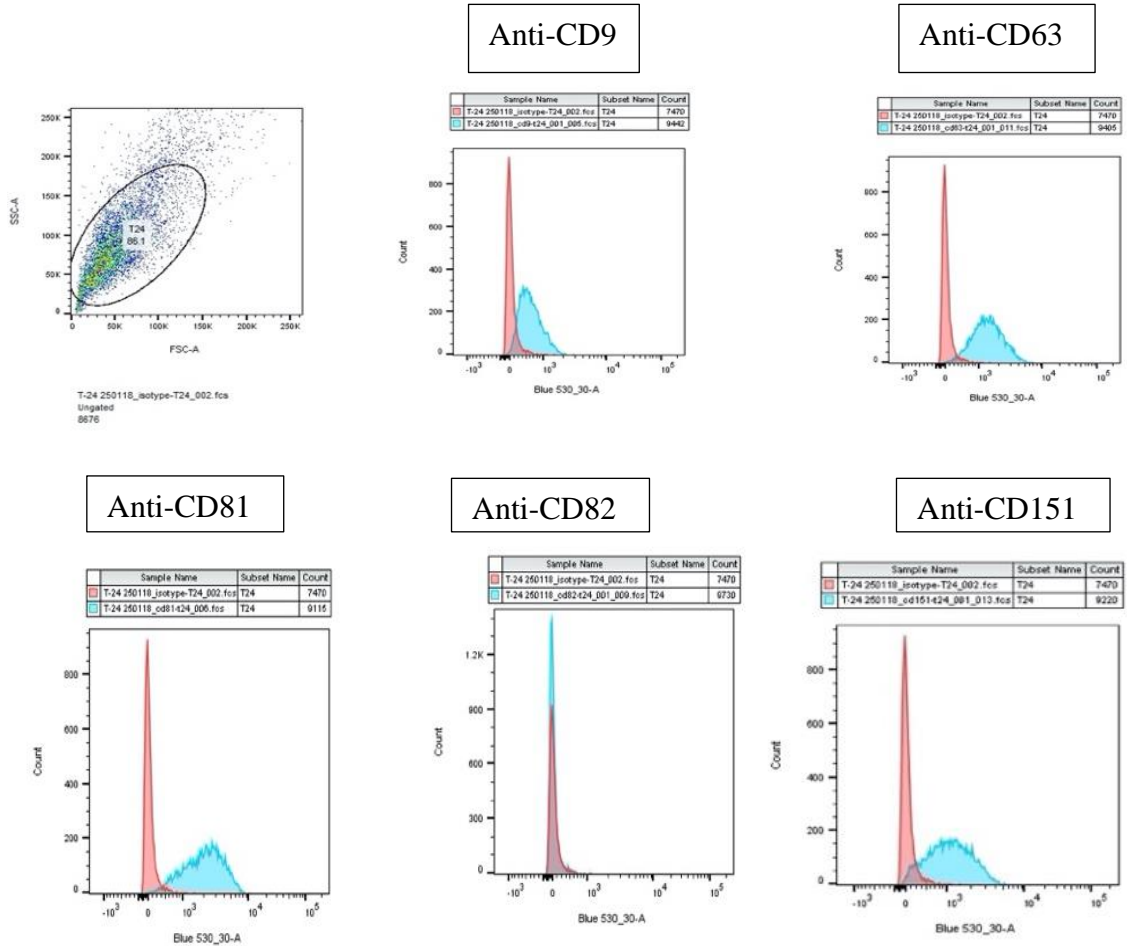 Anti-CD9
Anti-CD63
250K
200K
150K
100K
50K
0
SSC-A
T24
86.1
0 50K 100K 150K 200K 250K
FSC-A
T-24 250118_isotype-T24_002.fcs
Ungated
8676
Sample Name Subset Name Count
T-24 250118_isotype-T24_002.fcs T24 7470
T-24 250118_cd9-t24_001_005.fcs T24 9442
800
600
400
200
0
Count
-10³ 0 10³ 10⁴ 10⁵
Blue 530_30-A
Sample Name Subset Name Count
T-24 250118_isotype-T24_002.fcs T24 7470
T-24 250118_cd63-t24_001_011.fcs T24 9405
800
600
400
200
0
Count
-10³ 0 10³ 10⁴ 10⁵
Blue 530_30-A
Anti-CD81
Anti-CD82
Anti-CD151
Sample Name Subset Name Count
T-24 250118_isotype-T24_002.fcs T24 7470
T-24 250118_cd81-t24_006.fcs T24 9115
800
600
400
200
0
Count
-10³ 0 10³ 10⁴ 10⁵
Blue 530_30-A
Sample Name Subset Name Count
T-24 250118_isotype-T24_002.fcs T24 7470
T-24 250118_cd82-t24_001_009.fcs T24 9730
1.2K
900
600
300
0
Count
-10³ 0 10³ 10⁴ 10⁵
Blue 530_30-A
Sample Name Subset Name Count
T-24 250118_isotype-T24_002.fcs T24 7470
T-24 250118_cd151-t24_001_013.fcs T24 9220
800
600
400
200
0
Count
-10³ 0 10³ 10⁴ 10⁵
Blue 530_30-A